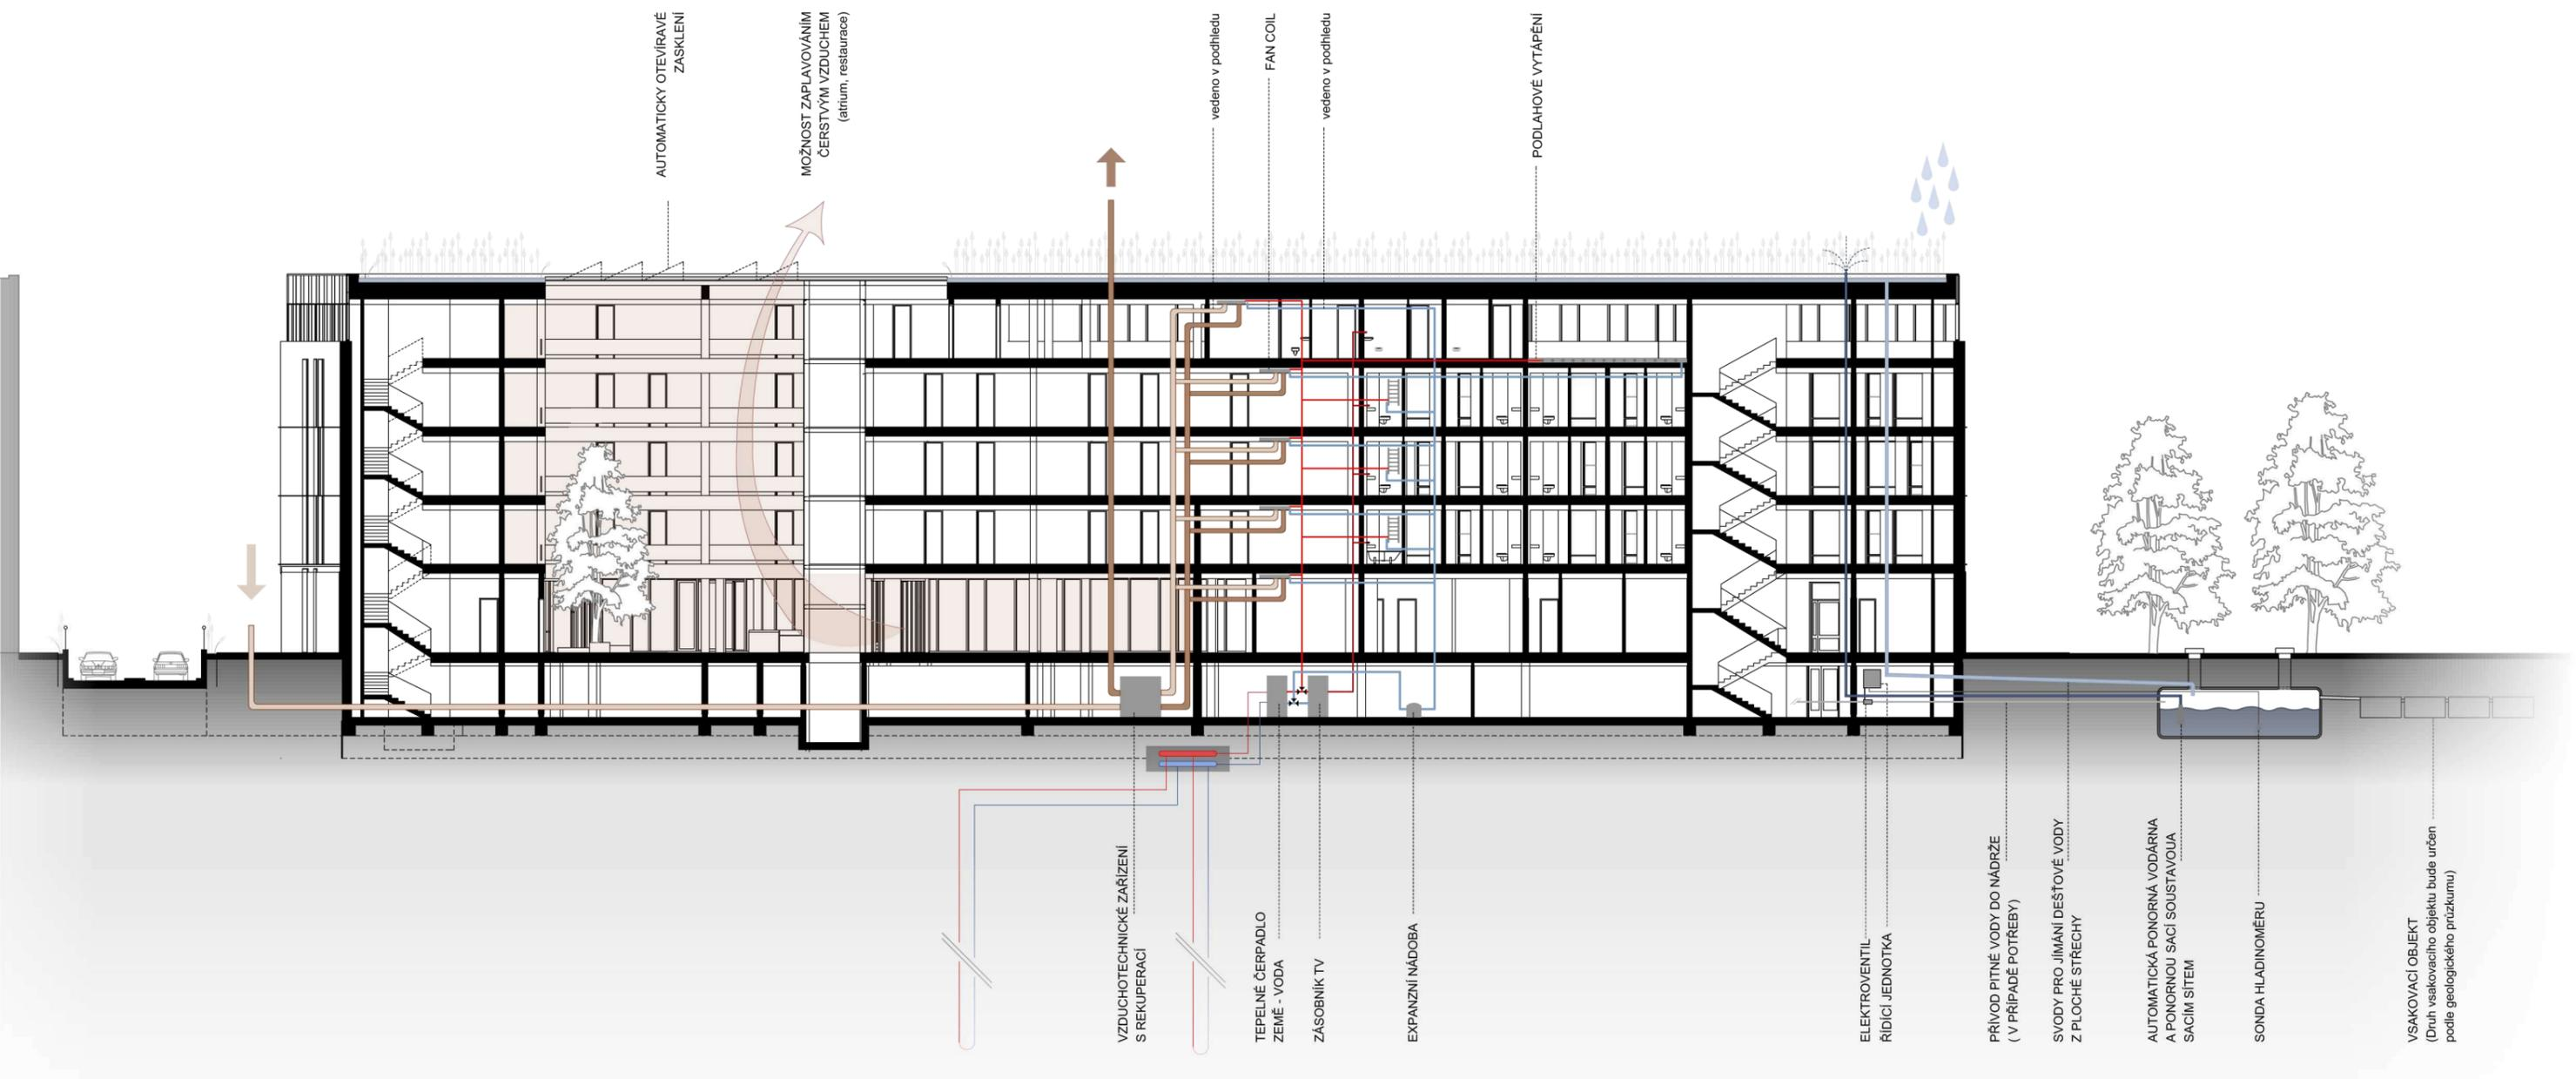 AUTOMATICKY OTEVÍRAVÉ
ZASKLENÍ
MOŽNOST ZAPLAVOVÁNÍM
ČERSTVÝM VZDUCHEM
(atrium, restaurace)
vedeno v podhledu
FAN COIL
vedeno v podhledu
PODLAHOVÉ VYTÁPĚNÍ
VZDUCHOTECHNICKÉ ZAŘÍZENÍ
S REKUPERACÍ
TEPELNÉ ČERPADLO
ZEMĚ - VODA
ZÁSOBNÍK TV
EXPANZNÍ NÁDOBA
ELEKTROVENTIL
ŘÍDÍCÍ JEDNOTKA
PŘÍVOD PITNÉ VODY DO NÁDRŽE
( V PŘÍPADĚ POTŘEBY)
SVODY PRO JÍMÁNÍ DEŠŤOVÉ VODY
Z PLOCHÉ STŘECHY
AUTOMATICKÁ PONORNÁ VODÁRNA
A PONORNOU SACÍ SOUSTAVOUA
SACÍM SÍTEM
SONDA HLADINOMĚRU
VSAKOVACÍ OBJEKT
(Druh vsakovacího objektu bude určen
podle geologického průzkumu)